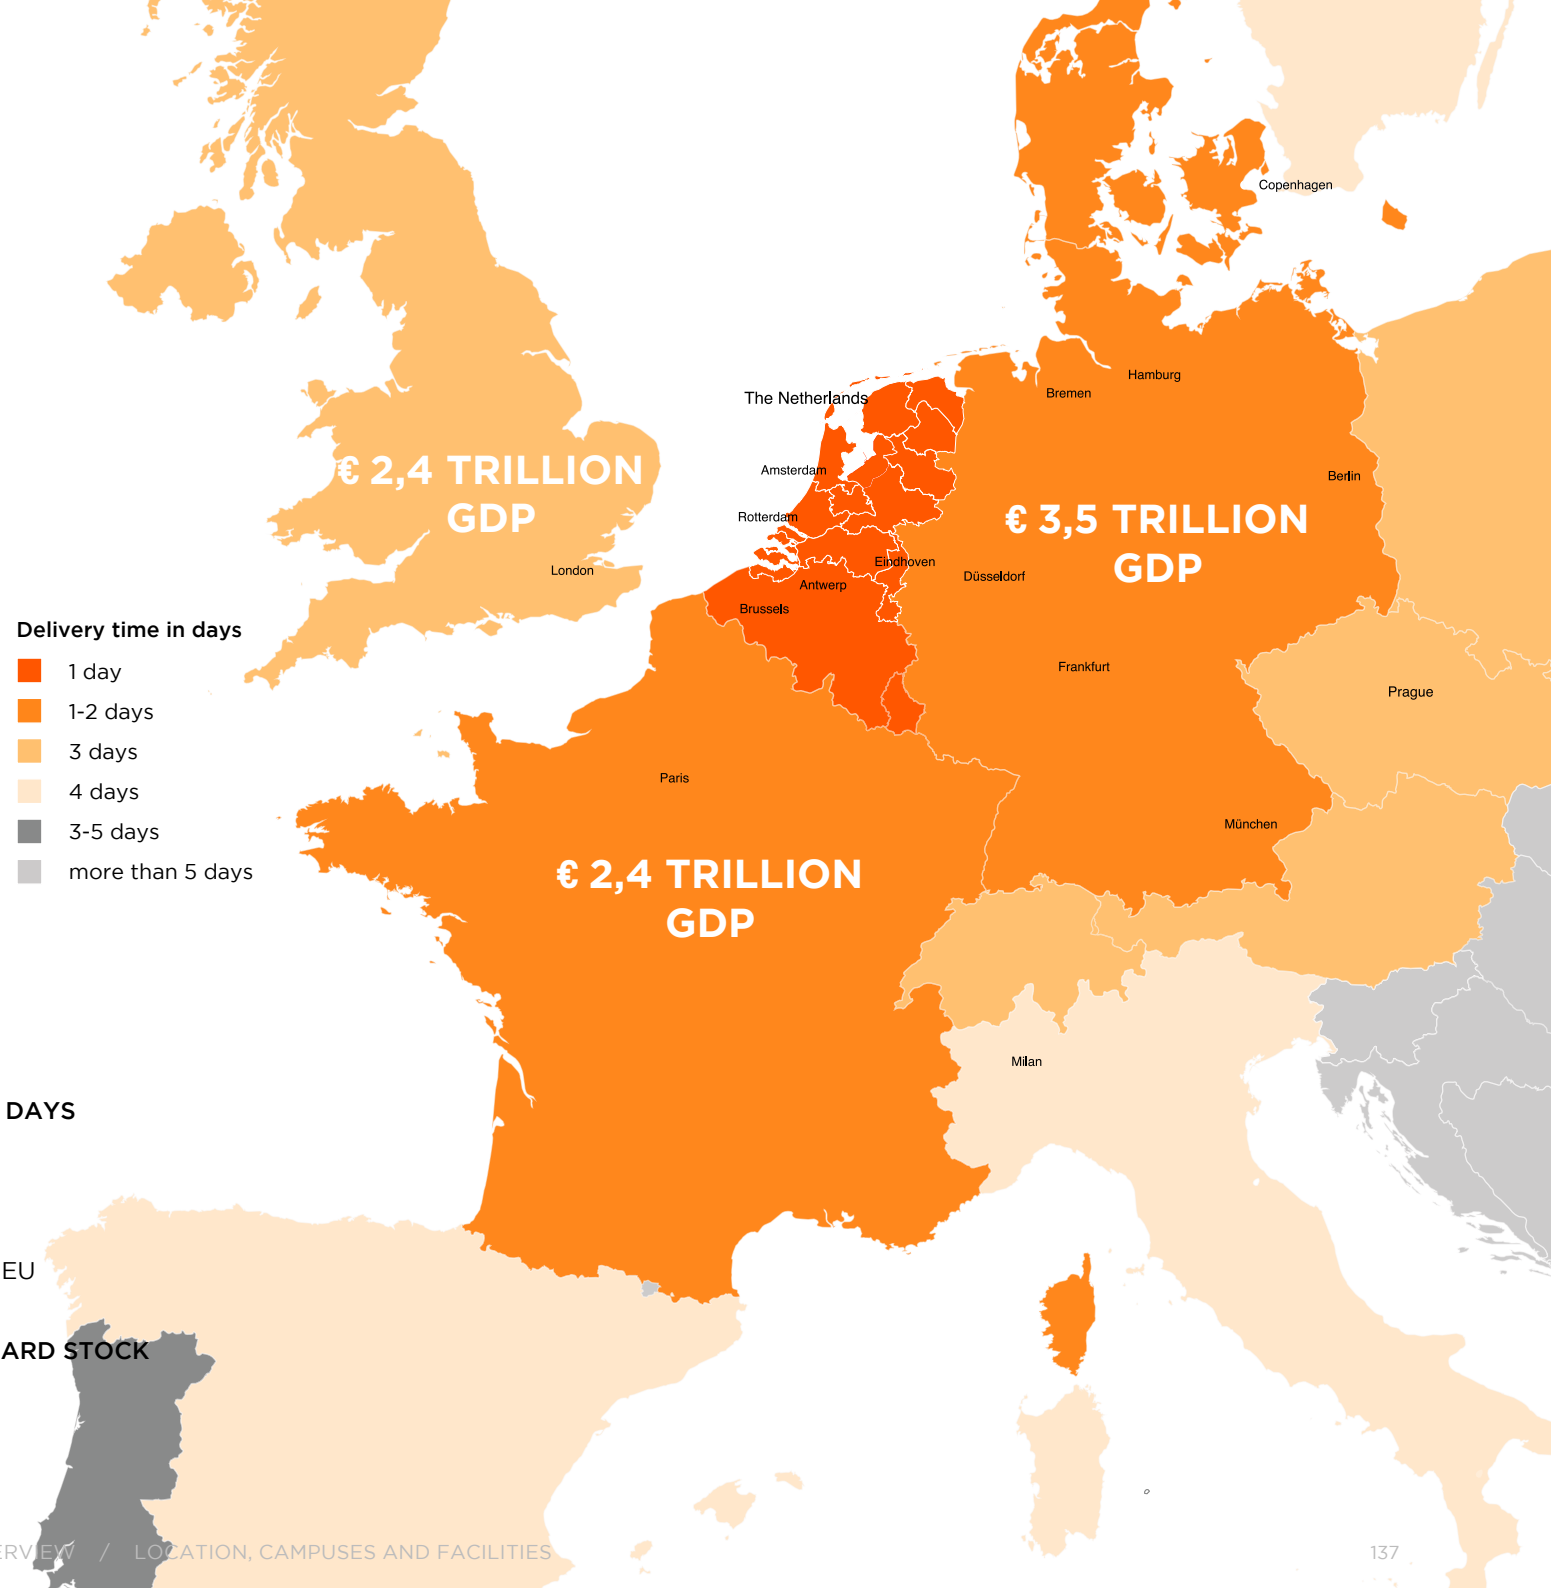 Copenhagen
Hamburg
Bremen
The Netherlands
Amsterdam
Berlin
€ 2,4 TRILLION
GDP
Rotterdam
€ 3,5 TRILLION
GDP
London
Eindhoven
Düsseldorf
Antwerp
Brussels
Delivery time in days
1 day
1-2 days
3 days
4 days
3-5 days
more than 5 days
Frankfurt
Prague
Paris
München
€ 2,4 TRILLION
GDP
Milan
DAYS
EU
ARD STOCK
ERVIEW / LOCATION, CAMPUSES AND FACILITIES
137